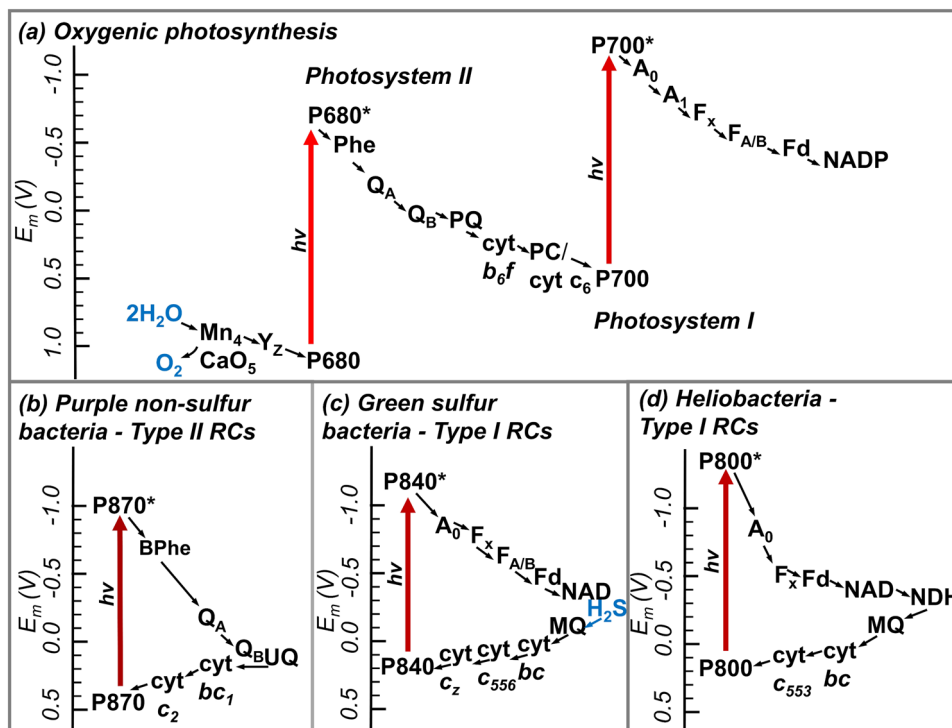 (a) Oxygenic photosynthesis
Photosystem II
P700*
A0
A1
Fx
FA/B
Fd
NADP
-1.0
-0.5
0.0
0.5
1.0
Em (V)
P680*
Phe
QA
QB
PQ
cyt
b6f
PC/
cyt c6
P700
hv
hv
Photosystem I
2H2O
O2
Mn4
CaO5
YZ
P680
(b) Purple non-sulfur
bacteria - Type II RCs
-1.0
-0.5
0.0
0.5
Em (V)
P870*
BPhe
hv
QA
QB
UQ
cyt
bc1
cyt
c2
P870
(c) Green sulfur
bacteria - Type I RCs
-1.0
-0.5
0.0
0.5
Em (V)
P840*
A0
Fx
FA/B
Fd
NAD
hv
H2S
MQ
cyt
bc
cyt
c556
cyt
cz
P840
(d) Heliobacteria -
Type I RCs
-1.0
-0.5
0.0
0.5
Em (V)
P800*
A0
Fx
Fd
NAD
NDH
hv
MQ
cyt
bc
cyt
c553
P800